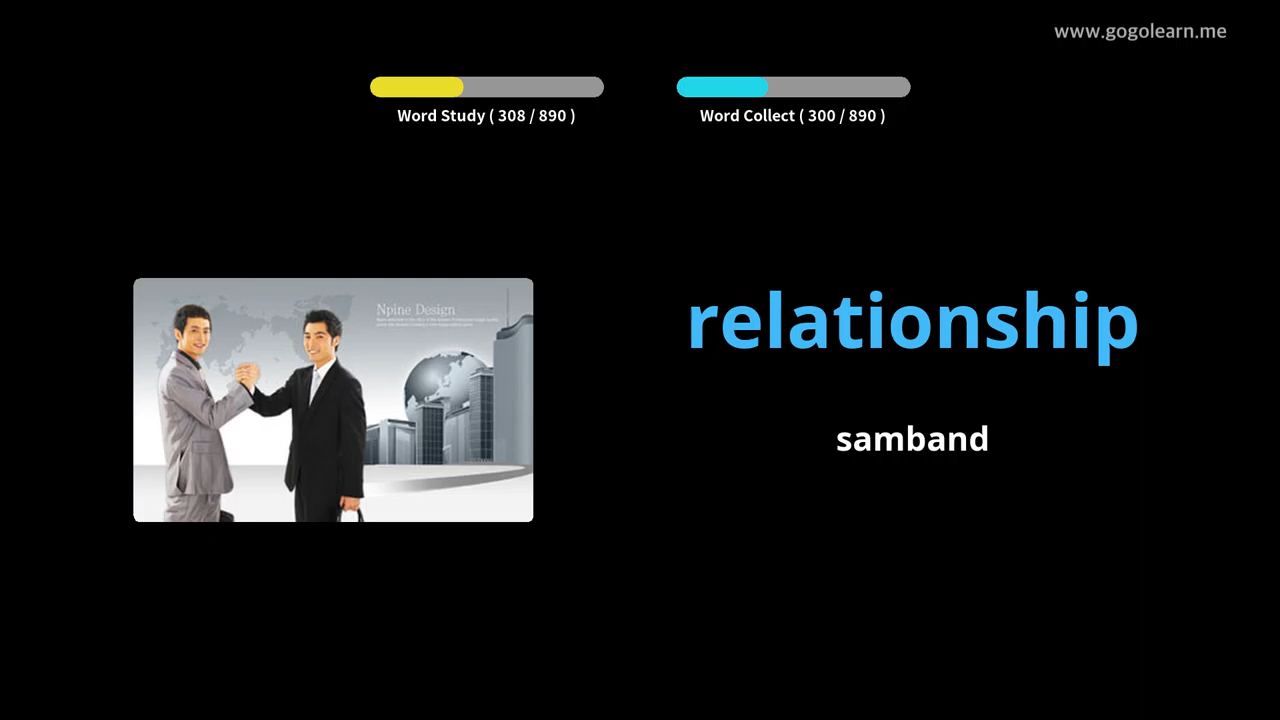 www.gogolearn.me
Word Study ( 308 / 890 )
Word Collect ( 300 / 890 )
Npine Design
relationship
samband